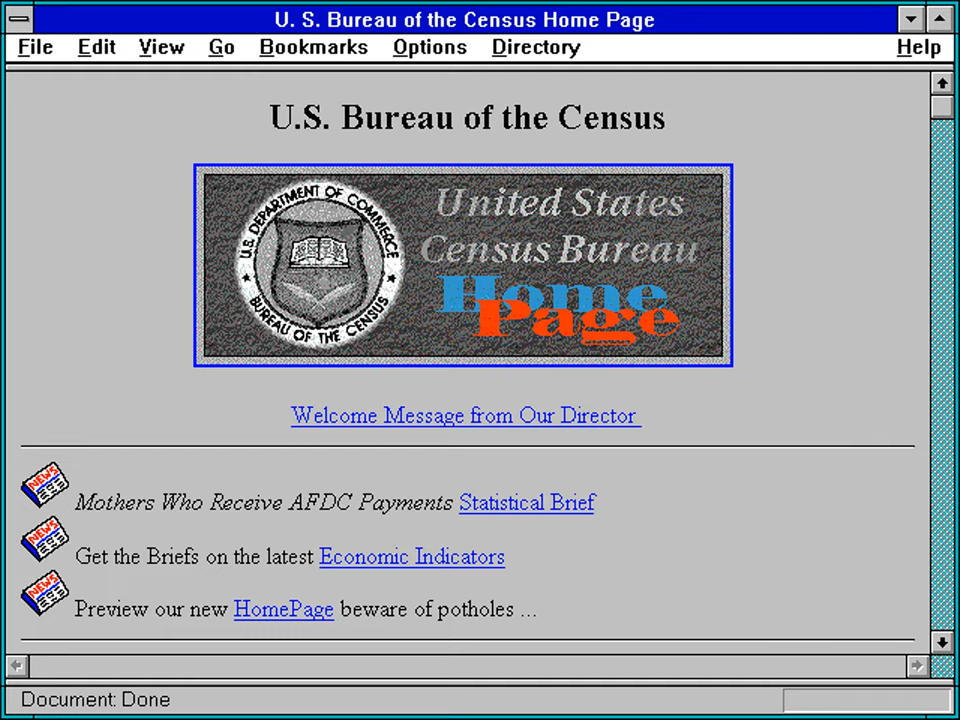 U. S. Bureau of the Census Home Page
File Edit View Go Bookmarks Options Directory Help
U.S. Bureau of the Census
U.S. DEPARTMENT OF COMMERCE
BUREAU OF THE CENSUS
United States
Census Bureau
Home
Page
Welcome Message from Our Director
NEWS
Mothers Who Receive AFDC Payments Statistical Brief
NEWS
Get the Briefs on the latest Economic Indicators
NEWS
Preview our new HomePage beware of potholes ...
Document: Done